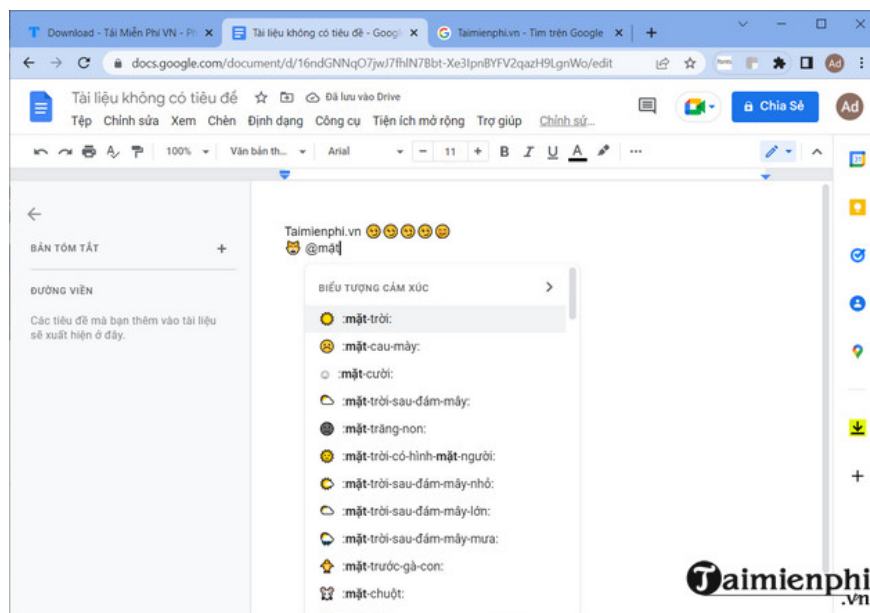 Download - Tải Miễn Phí VN - Ph
Tài liệu không có tiêu đề - Googl
Taimienphi.vn - Tìm trên Google
docs.google.com/document/d/16ndGNNqO7jwJ7fhlN7Bbt-Xe3IpnBYFV2qazH9LgnWo/edit
Ad
Tài liệu không có tiêu đề
Đã lưu vào Drive
Chia Sẻ
Ad
Tệp Chỉnh sửa Xem Chèn Định dạng Công cụ Tiện ích mở rộng Trợ giúp Chỉnh sử...
100% Văn bản th... Arial − 11 + B I U A ...
31
Taimienphi.vn
@mặt
BẢN TÓM TẮT +
ĐƯỜNG VIỀN
Các tiêu đề mà bạn thêm vào tài liệu
sẽ xuất hiện ở đây.
BIỂU TƯỢNG CẢM XÚC
:mặt-trời:
:mặt-cau-mày:
:mặt-cười:
:mặt-trời-sau-đám-mây:
:mặt-trăng-non:
:mặt-trời-có-hình-mặt-người:
:mặt-trời-sau-đám-mây-nhỏ:
:mặt-trời-sau-đám-mây-lớn:
:mặt-trời-sau-đám-mây-mưa:
:mặt-trước-gà-con:
:mặt-chuột:
Taimienphi
.vn